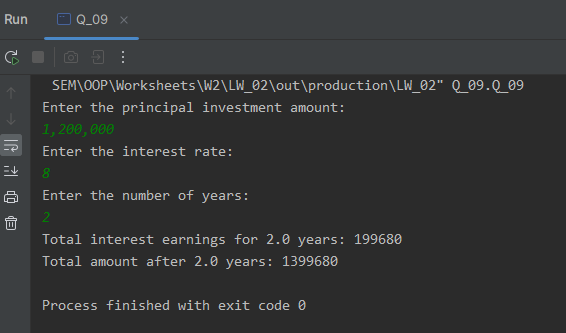 Run Q_09
SEM\OOP\Worksheets\W2\LW_02\out\production\LW_02" Q_09.Q_09
Enter the principal investment amount:
1,200,000
Enter the interest rate:
8
Enter the number of years:
2
Total interest earnings for 2.0 years: 199680
Total amount after 2.0 years: 1399680
Process finished with exit code 0